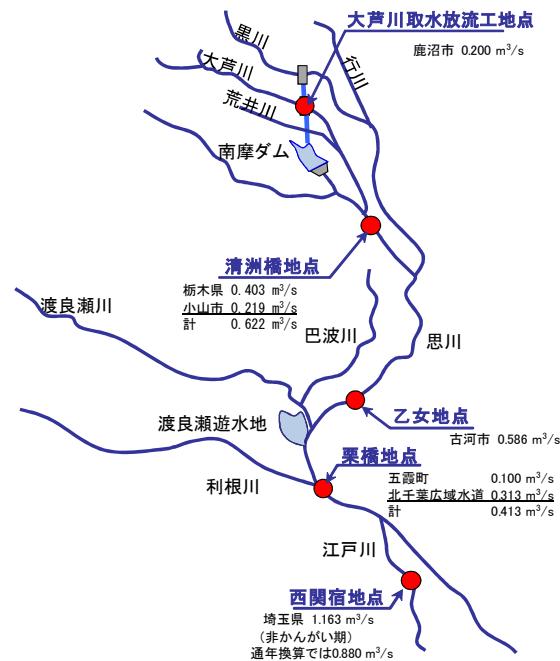 大芦川取水放流工地点
鹿沼市 0.200 m³/s
黒川
大芦川
行川
荒井川
南摩ダム
清洲橋地点
栃木県 0.403 m³/s
小山市 0.219 m³/s
計 0.622 m³/s
渡良瀬川
巴波川
思川
渡良瀬遊水地
乙女地点
古河市 0.586 m³/s
栗橋地点
五霞町 0.100 m³/s
北千葉広域水道 0.313 m³/s
計 0.413 m³/s
利根川
江戸川
西関宿地点
埼玉県 1.163 m³/s
（非かんがい期）
通年換算では0.880 m³/s